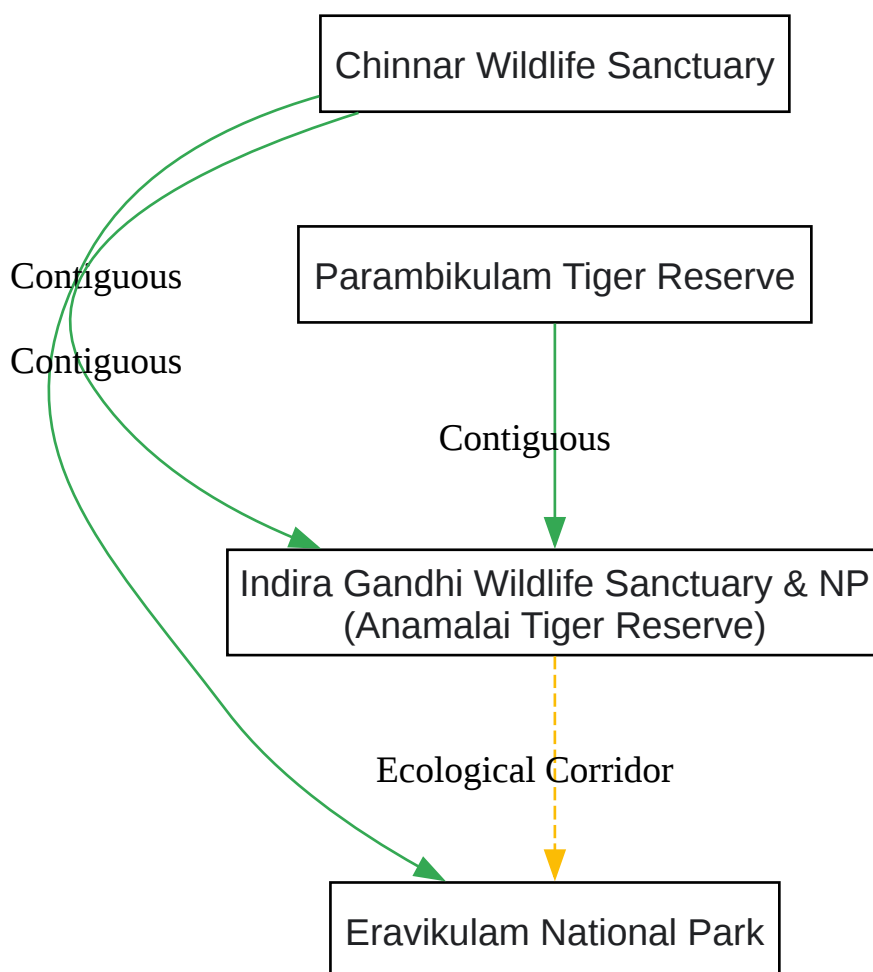 Chinnar Wildlife Sanctuary
Parambikulam Tiger Reserve
Contiguous
Contiguous
Contiguous
Indira Gandhi Wildlife Sanctuary & NP
(Anamalai Tiger Reserve)
Ecological Corridor
Eravikulam National Park